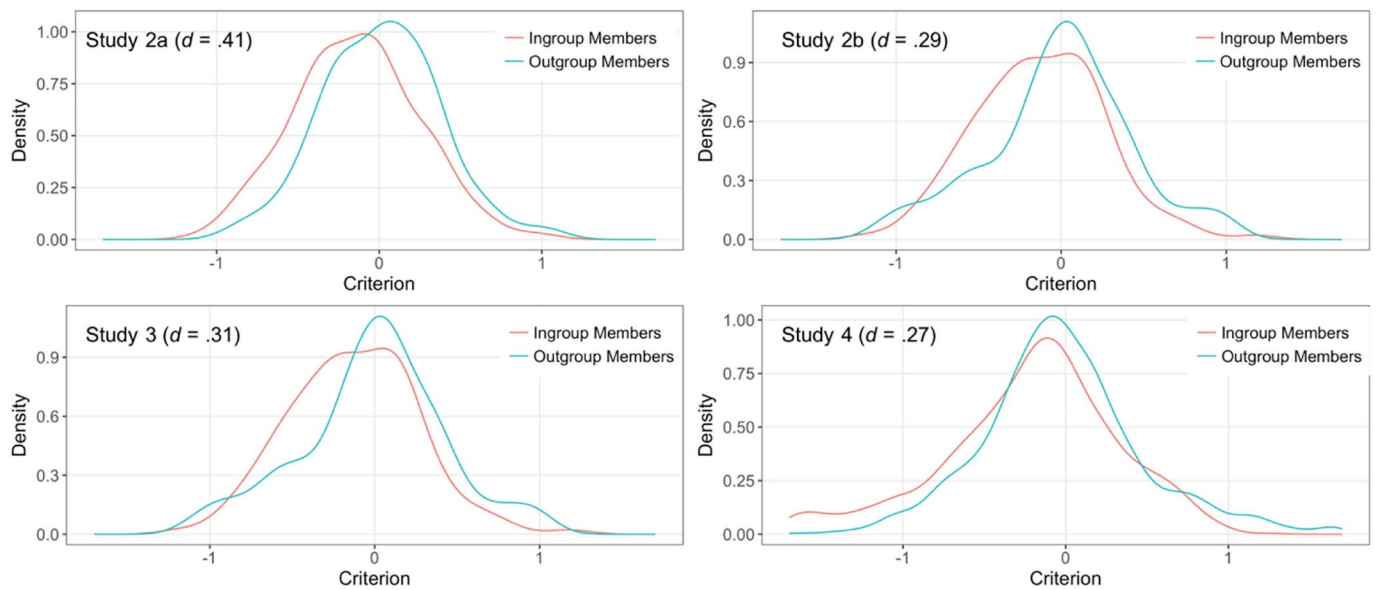 Study 2a (d = .41)
Ingroup Members
Outgroup Members
Density
1.00
0.75
0.50
0.25
0.00
-1
0
1
Criterion
Study 2b (d = .29)
Ingroup Members
Outgroup Members
Density
0.9
0.6
0.3
0.0
-1
0
1
Criterion
Study 3 (d = .31)
Ingroup Members
Outgroup Members
Density
0.9
0.6
0.3
0.0
-1
0
1
Criterion
Study 4 (d = .27)
Ingroup Members
Outgroup Members
Density
1.00
0.75
0.50
0.25
0.00
-1
0
1
Criterion